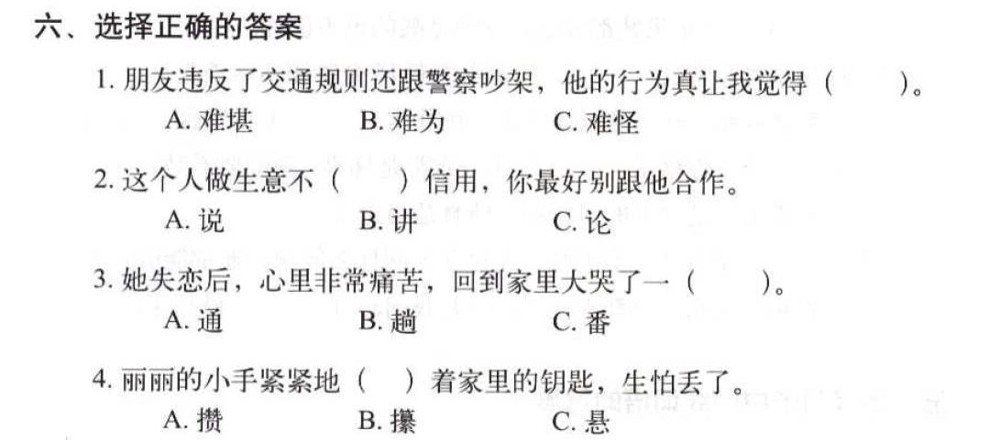 六、选择正确的答案
1. 朋友违反了交通规则还跟警察吵架，他的行为真让我觉得（　　）。
A. 难堪　　B. 难为　　C. 难怪
2. 这个人做生意不（　　）信用，你最好别跟他合作。
A. 说　　B. 讲　　C. 论
3. 她失恋后，心里非常痛苦，回到家里大哭了一（　　）。
A. 通　　B. 趟　　C. 番
4. 丽丽的小手紧紧地（　　）着家里的钥匙，生怕丢了。
A. 攒　　B. 攥　　C. 悬